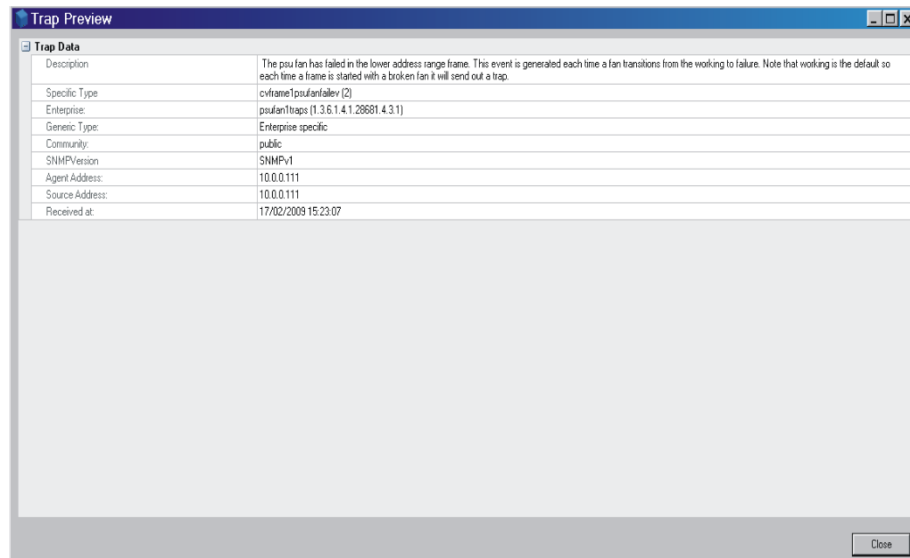 Trap Preview
Trap Data
Description The psu fan has failed in the lower address range frame. This event is generated each time a fan transitions from the working to failure. Note that working is the default so
each time a frame is started with a broken fan it will send out a trap.
Specific Type cvframe1psufanfailev (2)
Enterprise: psufan1traps (1.3.6.1.4.1.28681.4.3.1)
Generic Type: Enterprise specific
Community: public
SNMPVersion SNMPv1
Agent Address: 10.0.0.111
Source Address: 10.0.0.111
Received at: 17/02/2009 15:23:07
Close